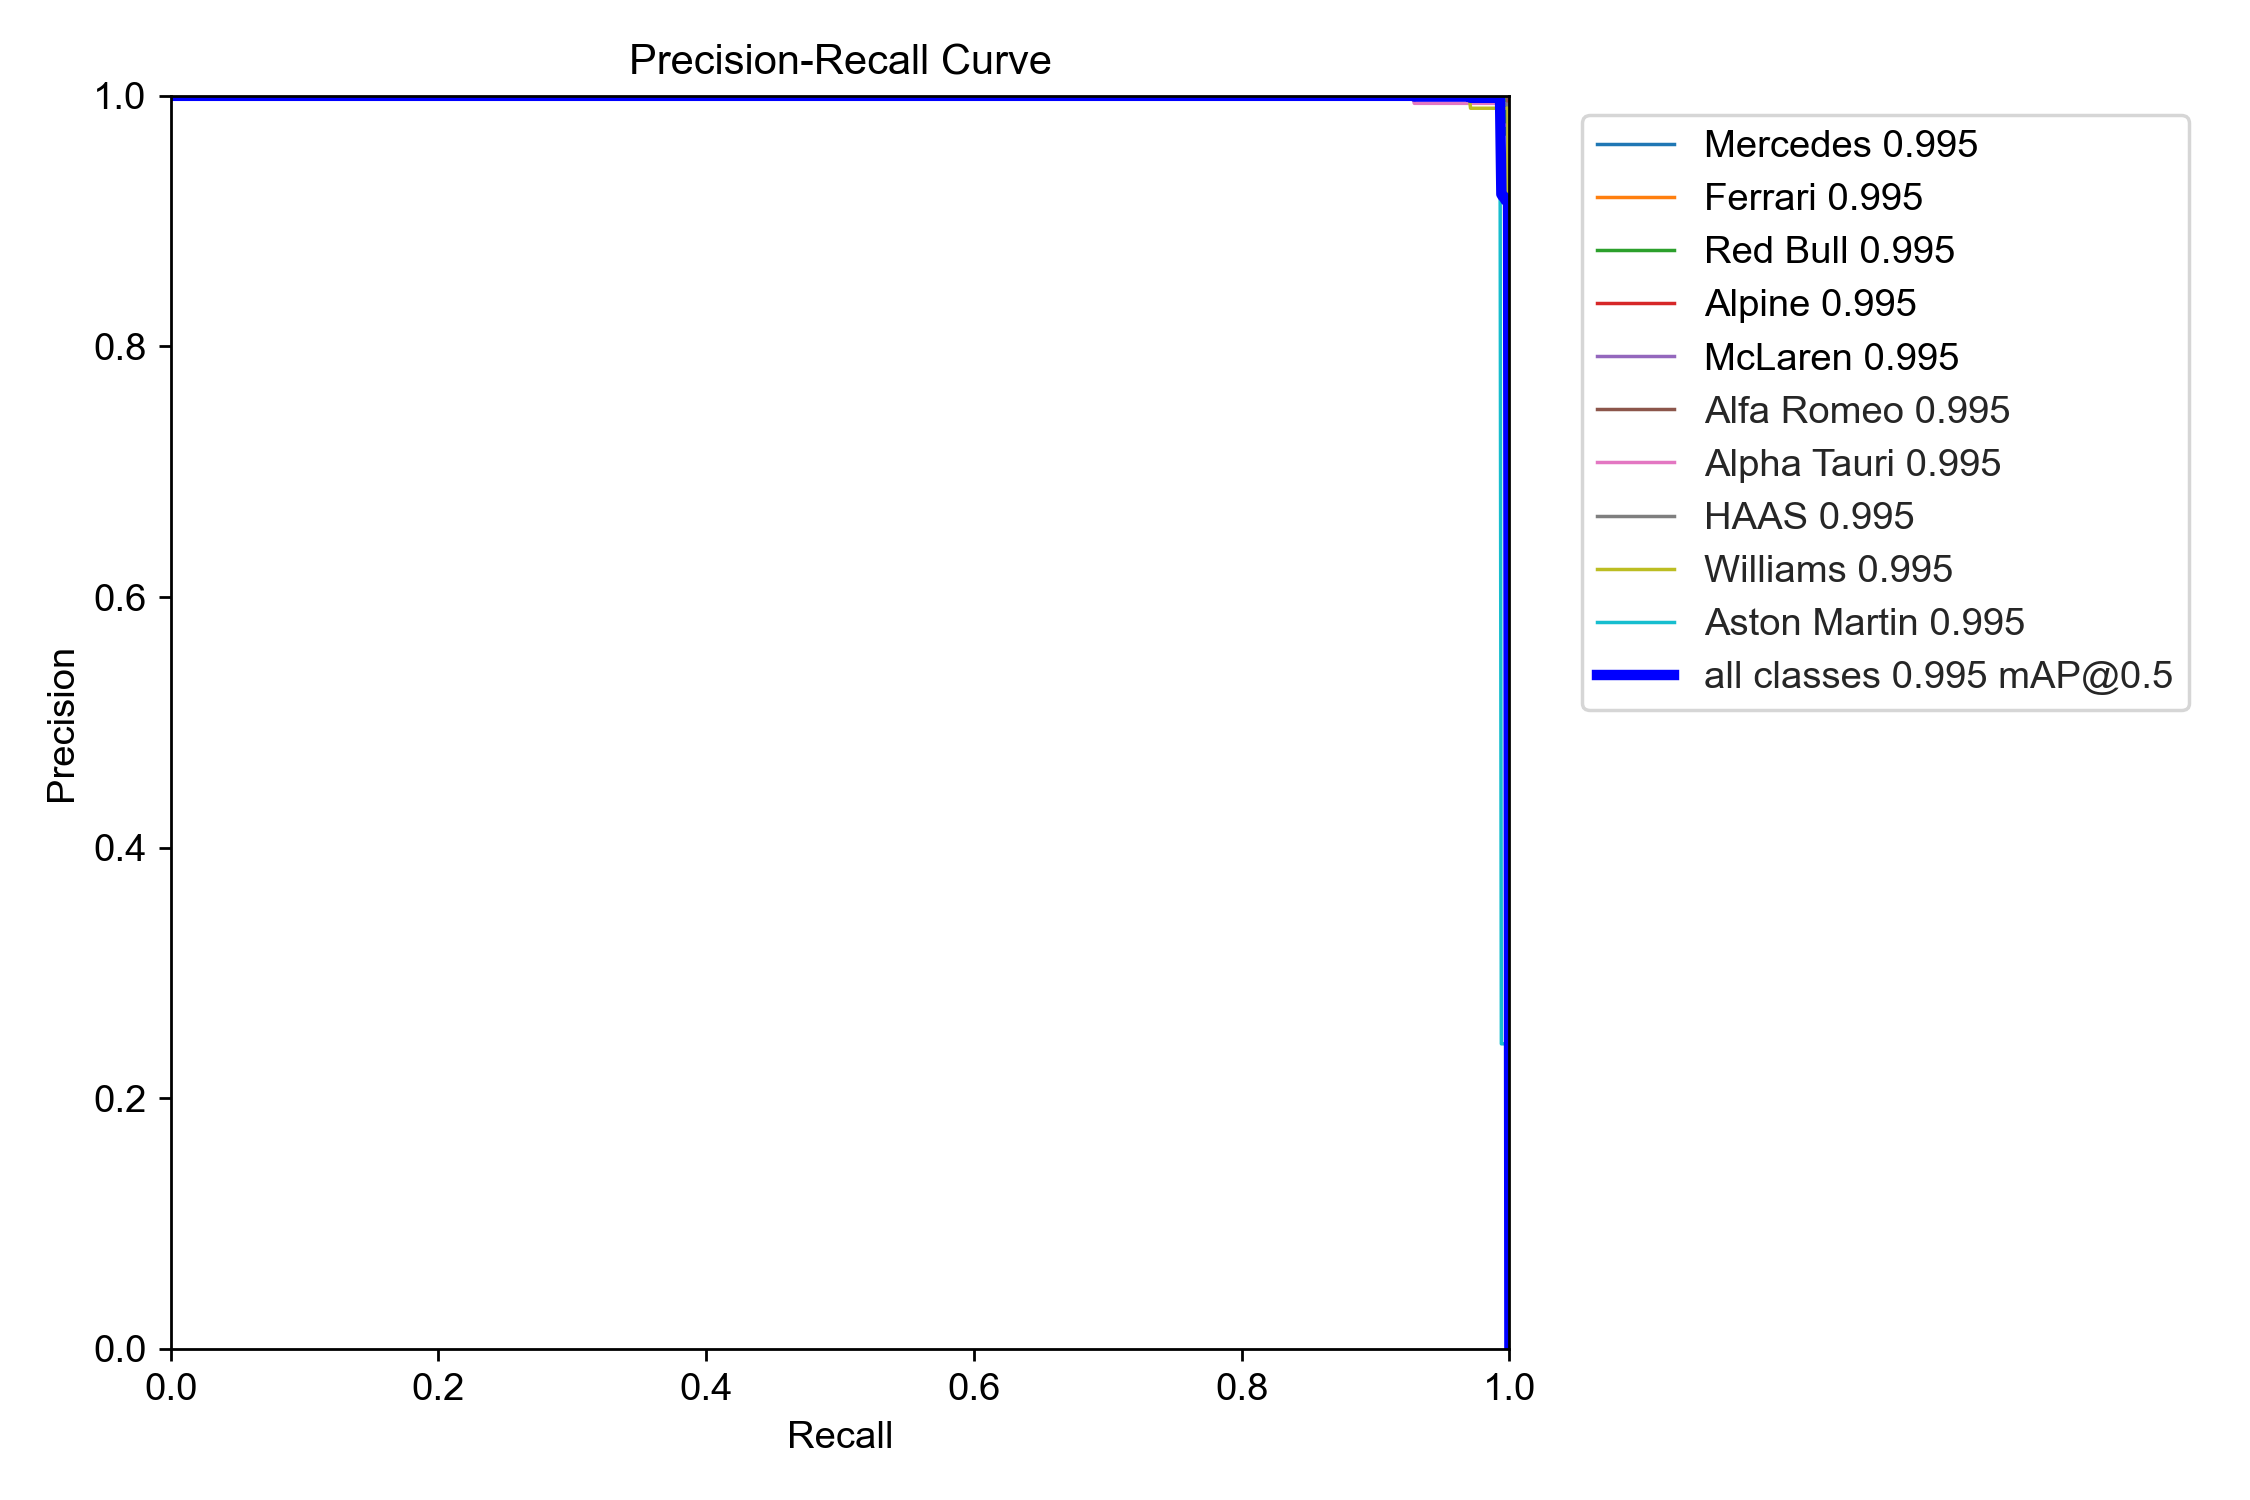 Precision-Recall Curve
1.0
0.8
0.6
0.4
0.2
0.0
Precision
0.0 0.2 0.4 0.6 0.8 1.0
Recall
Mercedes 0.995
Ferrari 0.995
Red Bull 0.995
Alpine 0.995
McLaren 0.995
Alfa Romeo 0.995
Alpha Tauri 0.995
HAAS 0.995
Williams 0.995
Aston Martin 0.995
all classes 0.995 mAP@0.5